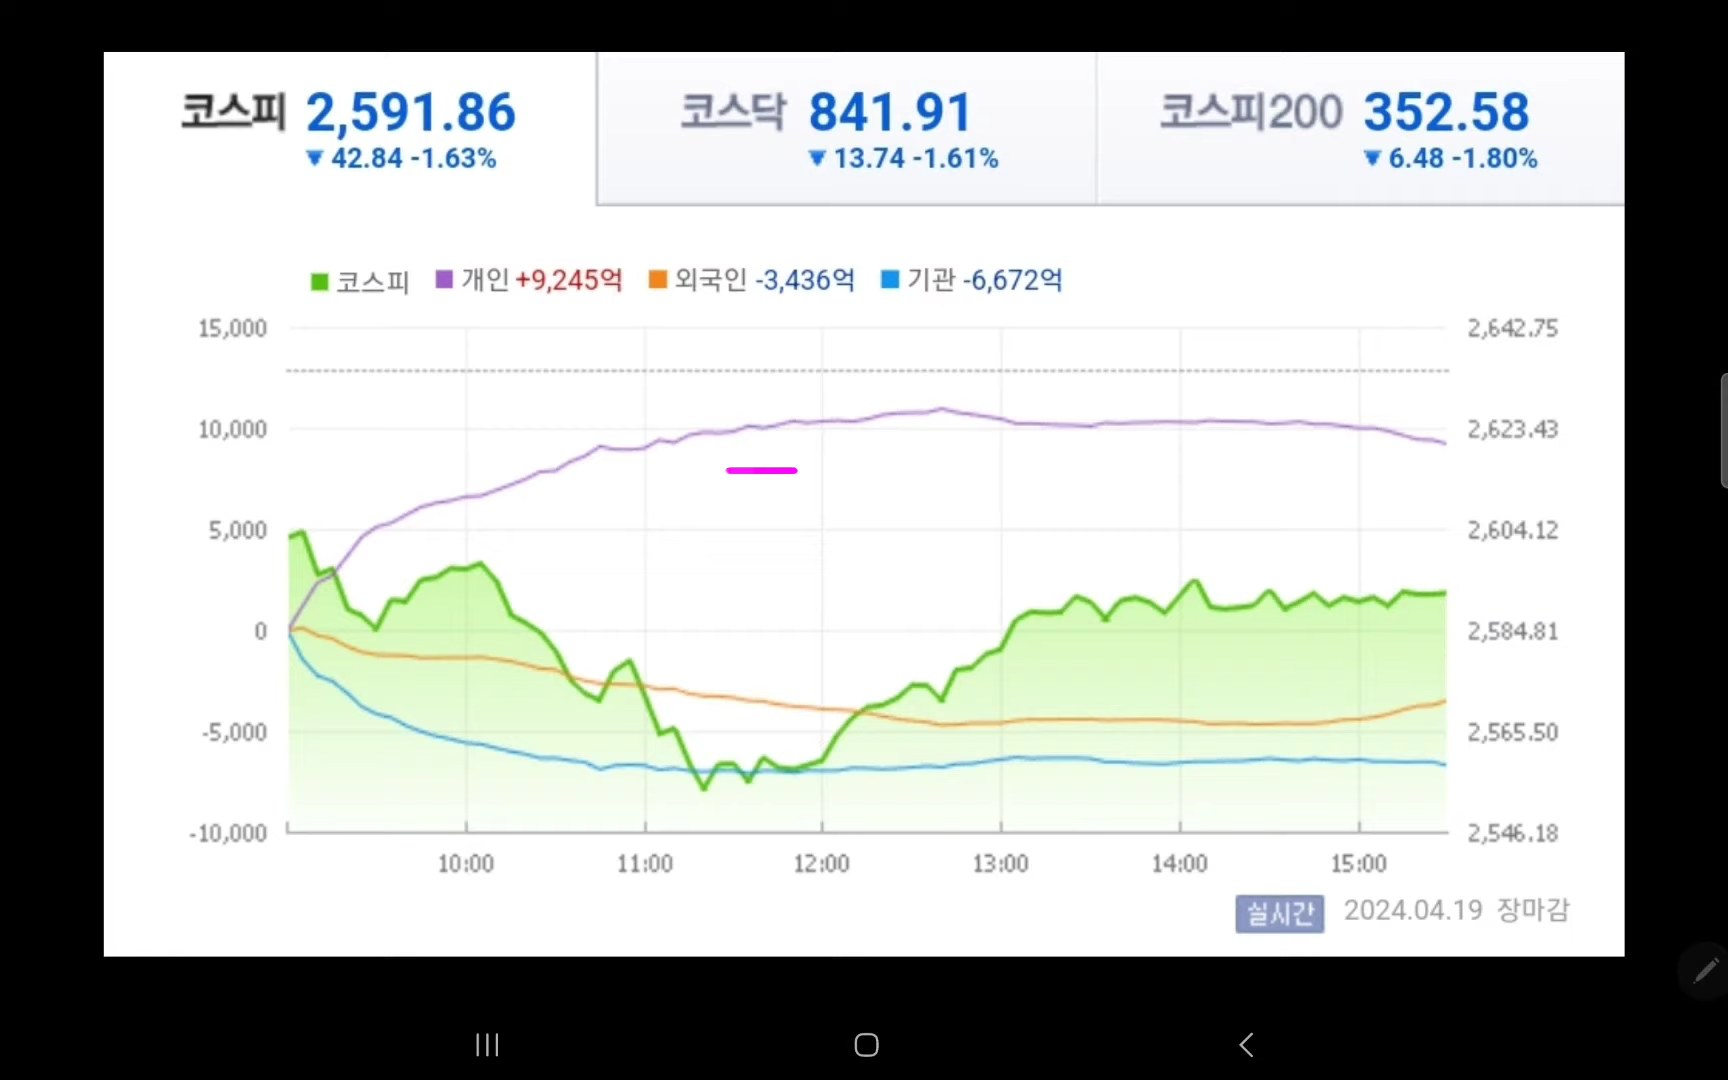 코스피 2,591.86
▼ 42.84 -1.63%
코스닥 841.91
▼ 13.74 -1.61%
코스피200 352.58
▼ 6.48 -1.80%
코스피 개인 +9,245억 외국인 -3,436억 기관 -6,672억
15,000 2,642.75
10,000 2,623.43
5,000 2,604.12
0 2,584.81
-5,000 2,565.50
-10,000 2,546.18
10:00 11:00 12:00 13:00 14:00 15:00
실시간 2024.04.19 장마감